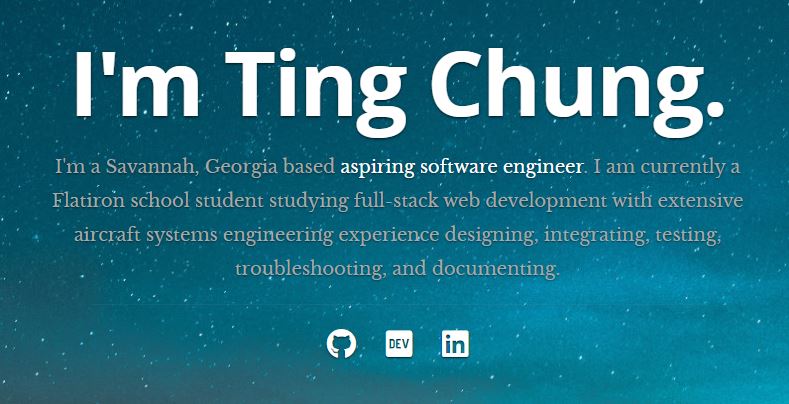 I'm Ting Chung.
I'm a Savannah, Georgia based aspiring software engineer. I am currently a
Flatiron school student studying full-stack web development with extensive
aircraft systems engineering experience designing, integrating, testing,
troubleshooting, and documenting.
DEV in